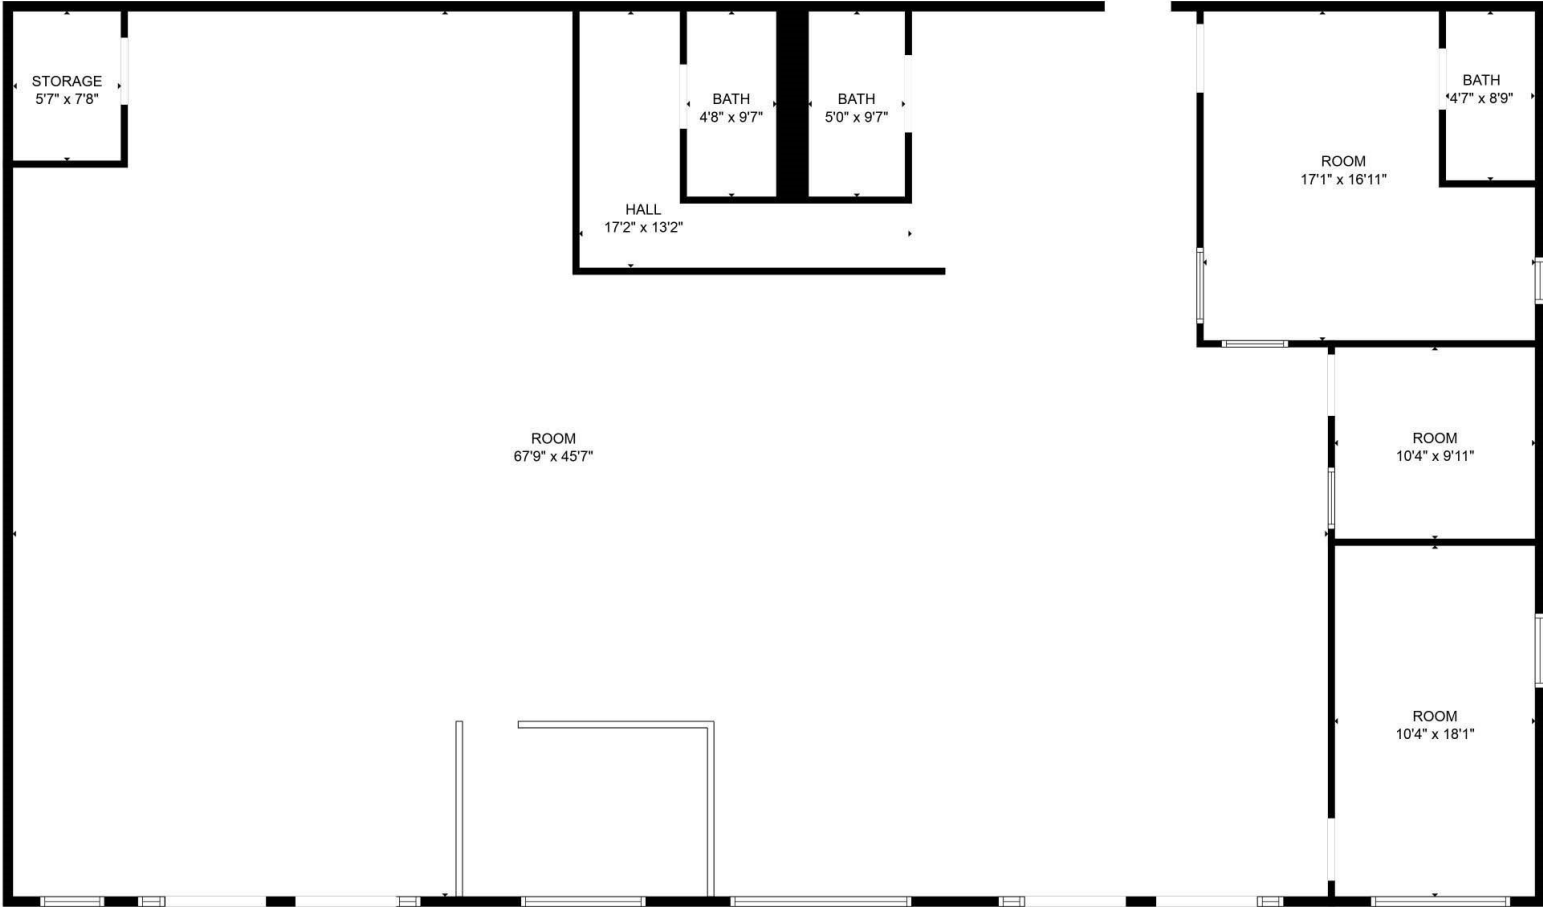 STORAGE
5'7" x 7'8"
BATH
4'8" x 9'7"
BATH
5'0" x 9'7"
BATH
4'7" x 8'9"
ROOM
17'1" x 16'11"
HALL
17'2" x 13'2"
ROOM
67'9" x 45'7"
ROOM
10'4" x 9'11"
ROOM
10'4" x 18'1"